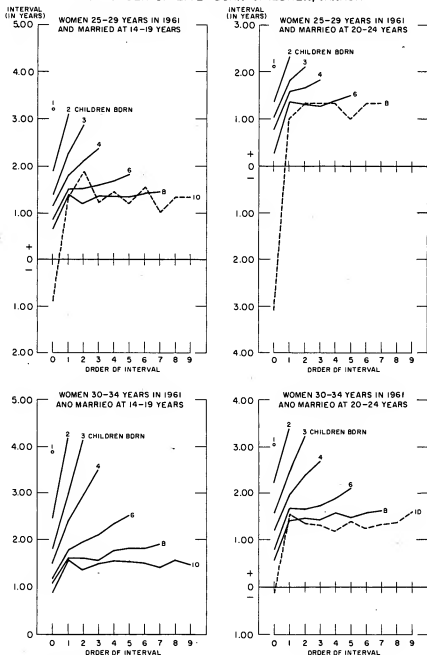 INTERVAL
(IN YEARS)
WOMEN 25-29 YEARS IN 1961
AND MARRIED AT 14-19 YEARS
5.00
4.00
3.00
2.00
1.00
+
0
−
1.00
2.00
1
2 CHILDREN BORN
3
4
6
8
10
0 1 2 3 4 5 6 7 8 9
ORDER OF INTERVAL
INTERVAL
(IN YEARS)
WOMEN 25-29 YEARS IN 1961
AND MARRIED AT 20-24 YEARS
3.00
2.00
1.00
+
0
−
1.00
2.00
3.00
4.00
1
2 CHILDREN BORN
3
4
6
8
0 1 2 3 4 5 6 7 8 9
ORDER OF INTERVAL
WOMEN 30-34 YEARS IN 1961
AND MARRIED AT 14-19 YEARS
5.00
4.00
3.00
2.00
1.00
0
1
2 CHILDREN BORN
3 CHILDREN BORN
4
6
8
10
0 1 2 3 4 5 6 7 8 9
ORDER OF INTERVAL
WOMEN 30-34 YEARS IN 1961
AND MARRIED AT 20-24 YEARS
4.00
3.00
2.00
1.00
+
0
−
1.00
1
2 CHILDREN BORN
3 CHILDREN BORN
4
6
8
10
0 1 2 3 4 5 6 7 8 9
ORDER OF INTERVAL